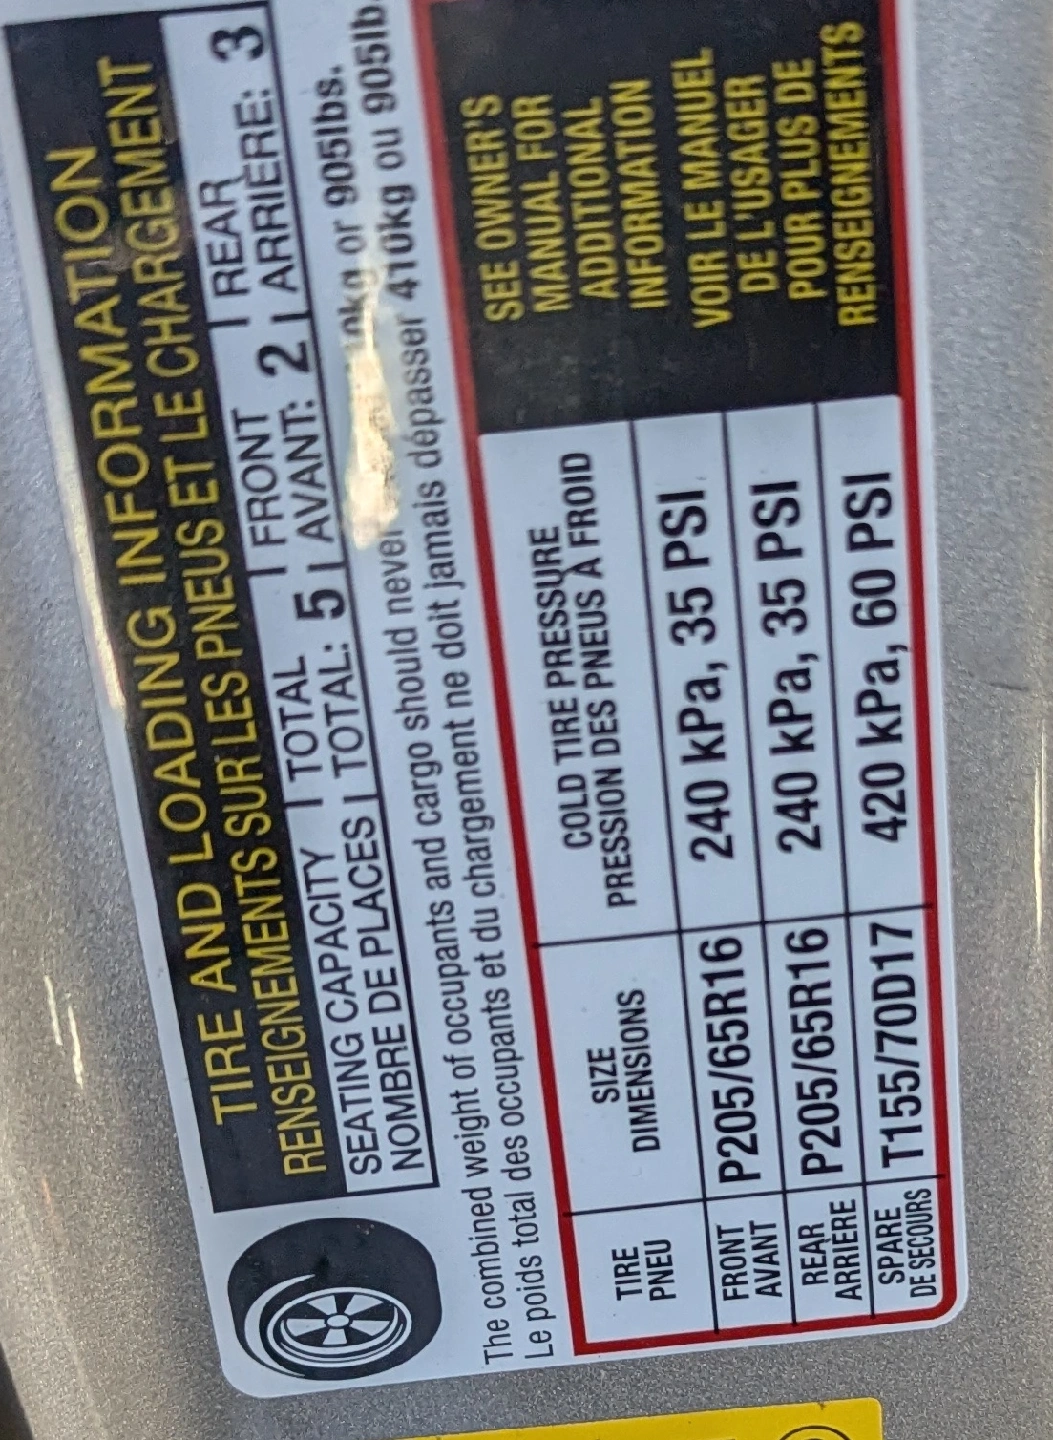 TIRE AND LOADING INFORMATION
RENSEIGNEMENTS SUR LES PNEUS ET LE CHARGEMENT
SEATING CAPACITY TOTAL FRONT REAR
NOMBRE DE PLACES TOTAL: 5 AVANT: 2 ARRIÈRE: 3
The combined weight of occupants and cargo should never or 905lbs.
Le poids total des occupants et du chargement ne doit jamais dépasser 410kg ou 905lb
TIRE SIZE COLD TIRE PRESSURE
PNEU DIMENSIONS PRESSION DES PNEUS À FROID
FRONT
AVANT P205/65R16 240 kPa, 35 PSI
REAR
ARRIÈRE P205/65R16 240 kPa, 35 PSI
SPARE
DE SECOURS T155/70D17 420 kPa, 60 PSI
SEE OWNER'S
MANUAL FOR
ADDITIONAL
INFORMATION
VOIR LE MANUEL
DE L'USAGER
POUR PLUS DE
RENSEIGNEMENTS